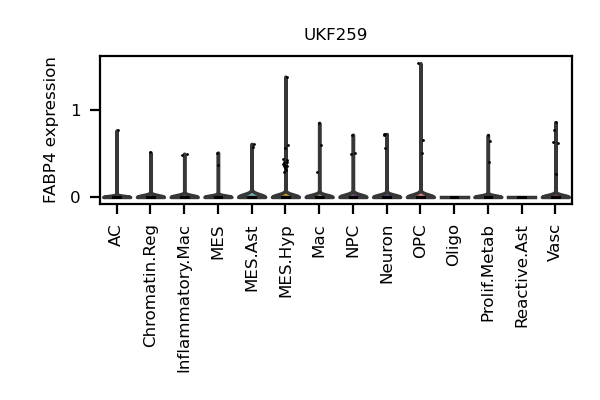 UKF259
FABP4 expression
1
0
AC
Chromatin.Reg
Inflammatory.Mac
MES
MES.Ast
MES.Hyp
Mac
NPC
Neuron
OPC
Oligo
Prolif.Metab
Reactive.Ast
Vasc